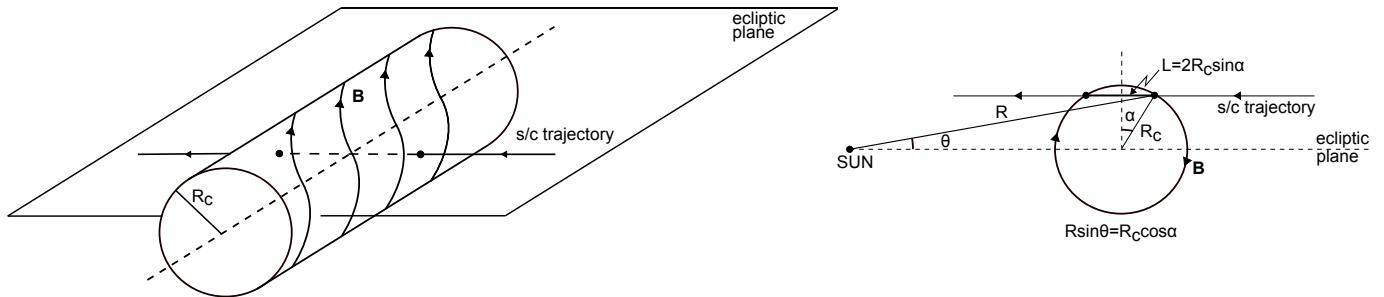 ecliptic
plane
B
s/c trajectory
R_C
L=2R_Csinα
s/c trajectory
R
α
R_C
θ
ecliptic
plane
SUN
B
Rsinθ=R_Ccosα